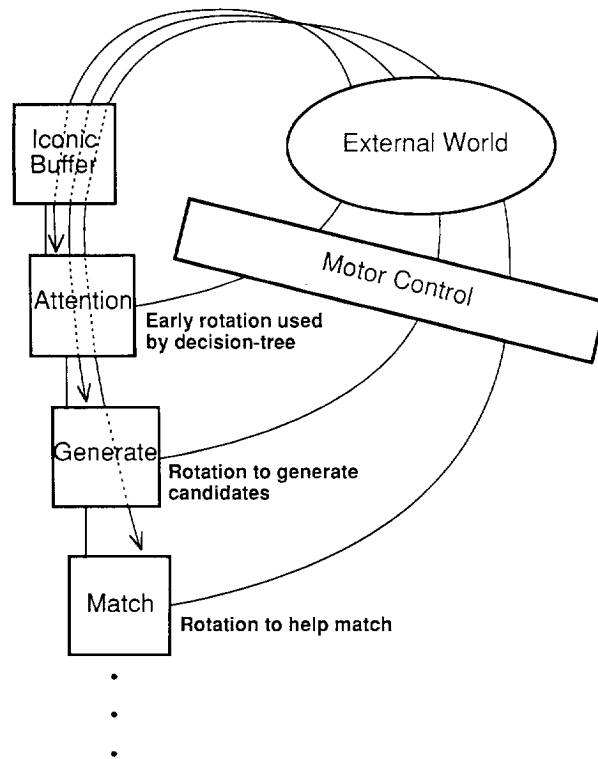 Iconic
Buffer
External World
Motor Control
Attention
Early rotation used
by decision-tree
Generate
Rotation to generate
candidates
Match
Rotation to help match